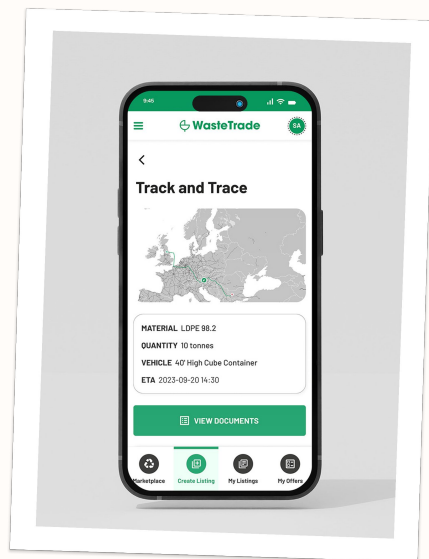 9:46
WasteTrade
SA
Track and Trace
MATERIAL LDPE 98.2
QUANTITY 10 tonnes
VEHICLE 40' High Cube Container
ETA 2023-09-20 14:30
VIEW DOCUMENTS
Marketplace
Create Listing
My Listings
My Offers